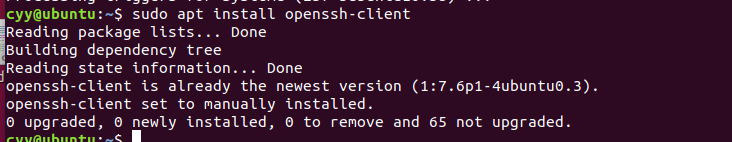 cyy@ubuntu:~$ sudo apt install openssh-client
Reading package lists... Done
Building dependency tree
Reading state information... Done
openssh-client is already the newest version (1:7.6p1-4ubuntu0.3).
openssh-client set to manually installed.
0 upgraded, 0 newly installed, 0 to remove and 65 not upgraded.
cyy@ubuntu:~$